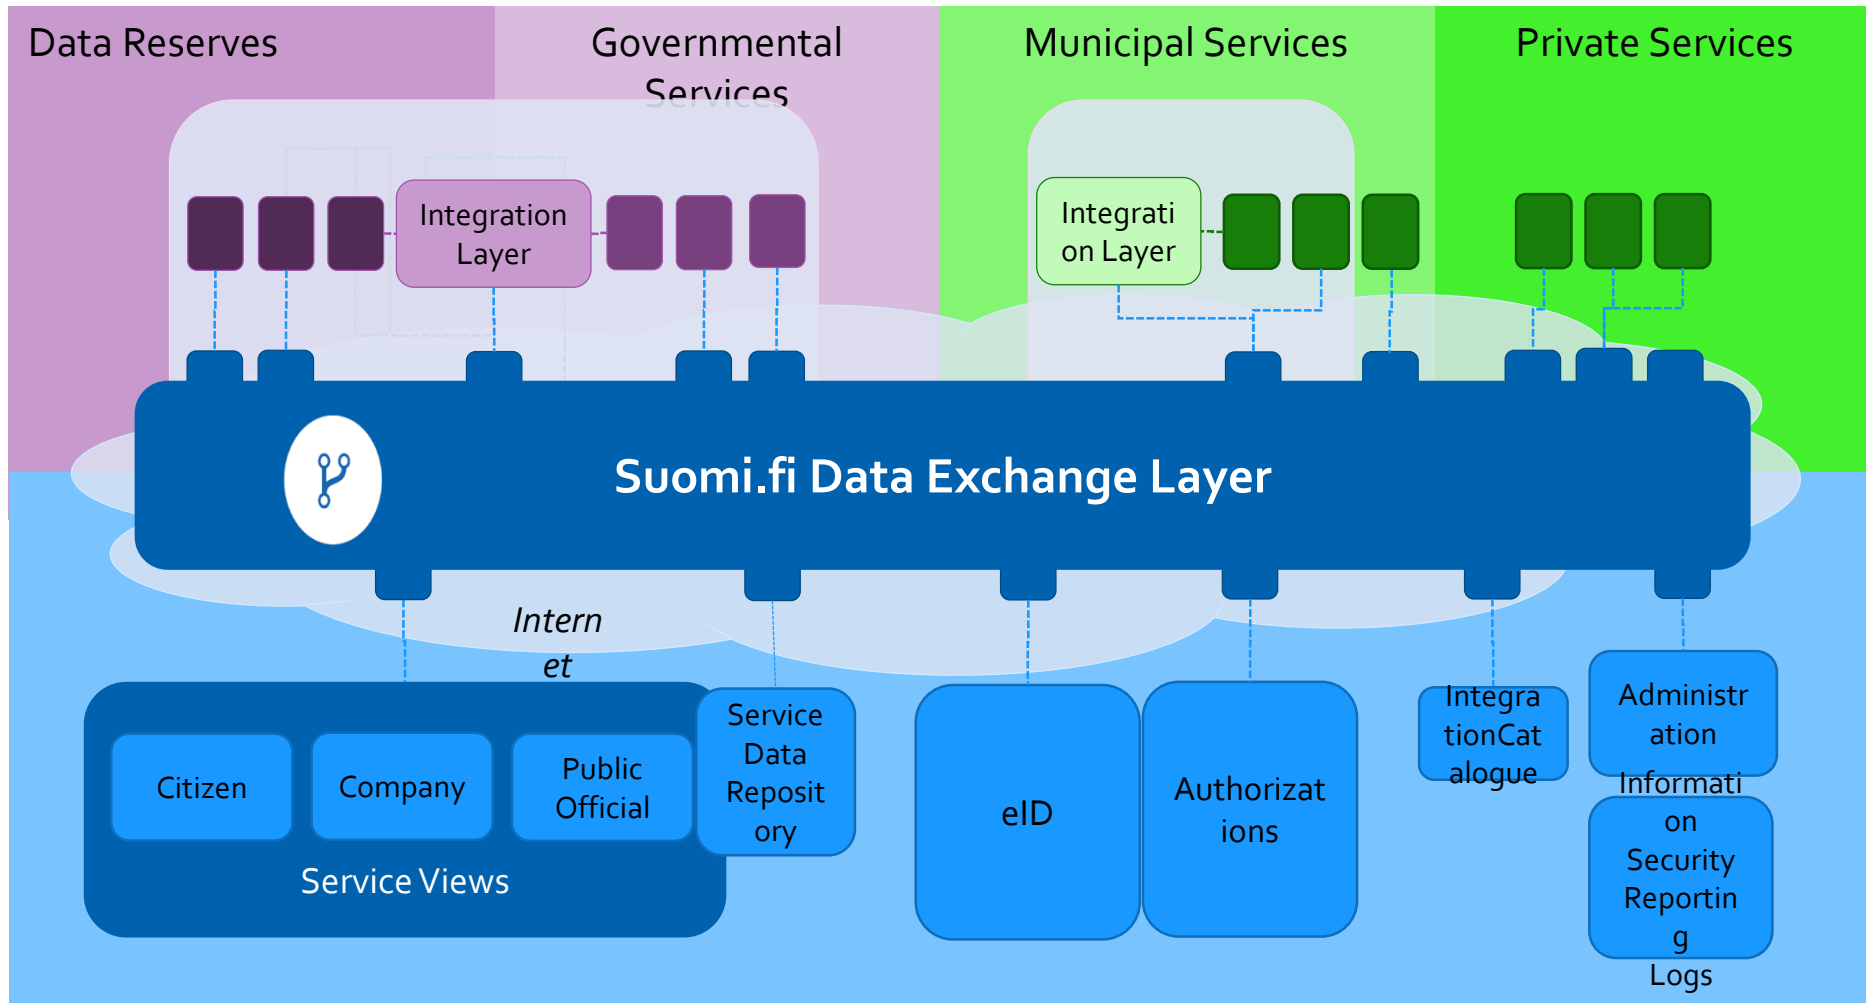 Data Reserves
Governmental
Services
Municipal Services
Private Services
Integration
Layer
Integrati
on Layer
Suomi.fi Data Exchange Layer
Intern
et
Citizen
Company
Public
Official
Service Views
Service
Data
Reposit
ory
eID
Authorizat
ions
Integra
tionCat
alogue
Administr
ation
Informati
on
Security
Reportin
g
Logs